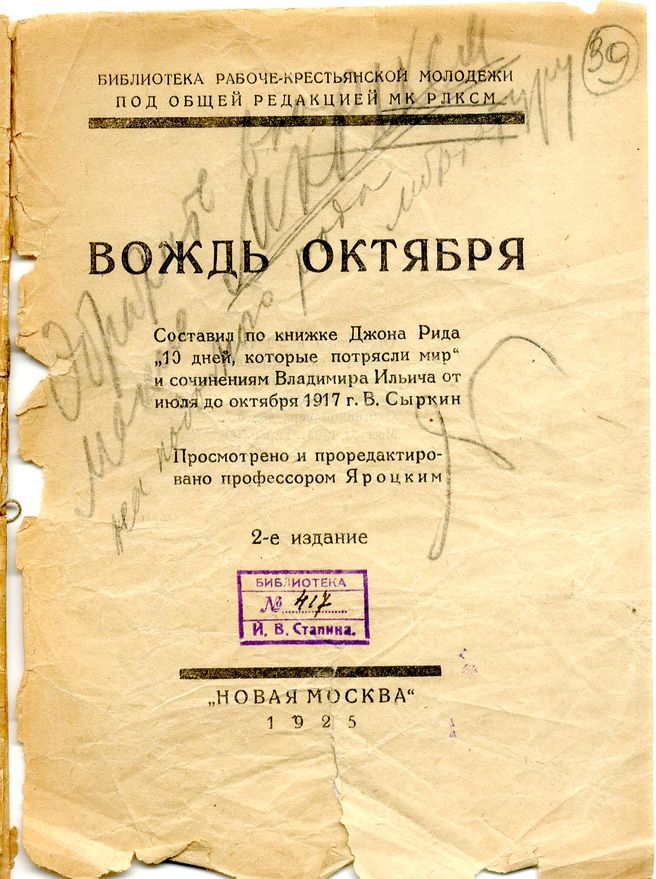 39
БИБЛИОТЕКА РАБОЧЕ-КРЕСТЬЯНСКОЙ МОЛОДЕЖИ
ПОД ОБЩЕЙ РЕДАКЦИЕЙ МК РЛКСМ
ВОЖДЬ ОКТЯБРЯ
Составил по книжке Джона Рида
„10 дней, которые потрясли мир“
и сочинениям Владимира Ильича от
июля до октября 1917 г. В. Сыркин
Просмотрено и проредактиро-
вано профессором Яроцким
2-е издание
БИБЛИОТЕКА
№ 417
И. В. Сталина.
„НОВАЯ МОСКВА“
1925